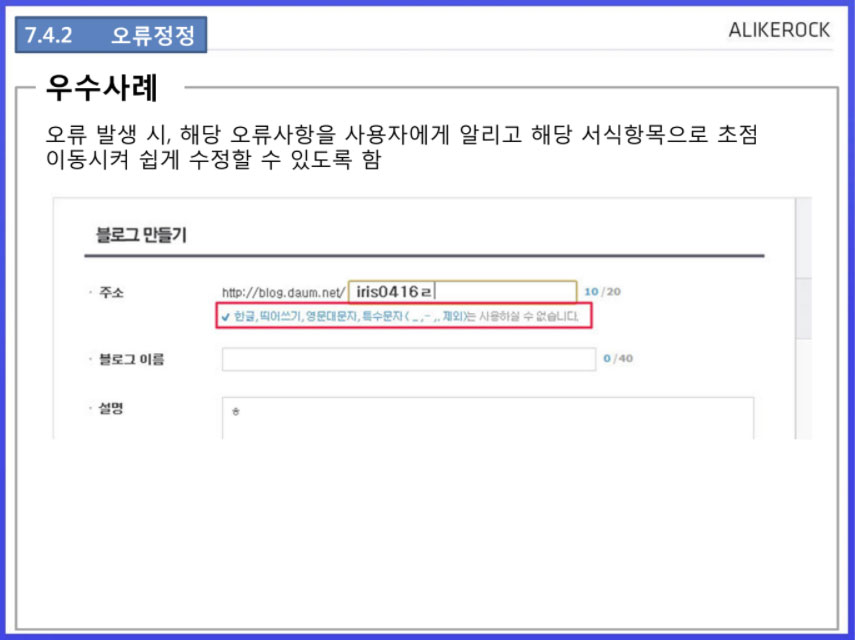 7.4.2 오류정정
ALIKEROCK
우수사례
오류 발생 시, 해당 오류사항을 사용자에게 알리고 해당 서식항목으로 초점
이동시켜 쉽게 수정할 수 있도록 함
블로그 만들기
· 주소 http://blog.daum.net/ iris0416ㄹ 10/20
✔ 한글, 띄어쓰기, 영문대문자, 특수문자( _ ,- ,. 제외)는 사용하실 수 없습니다.
· 블로그 이름 0/40
· 설명 ㅎ